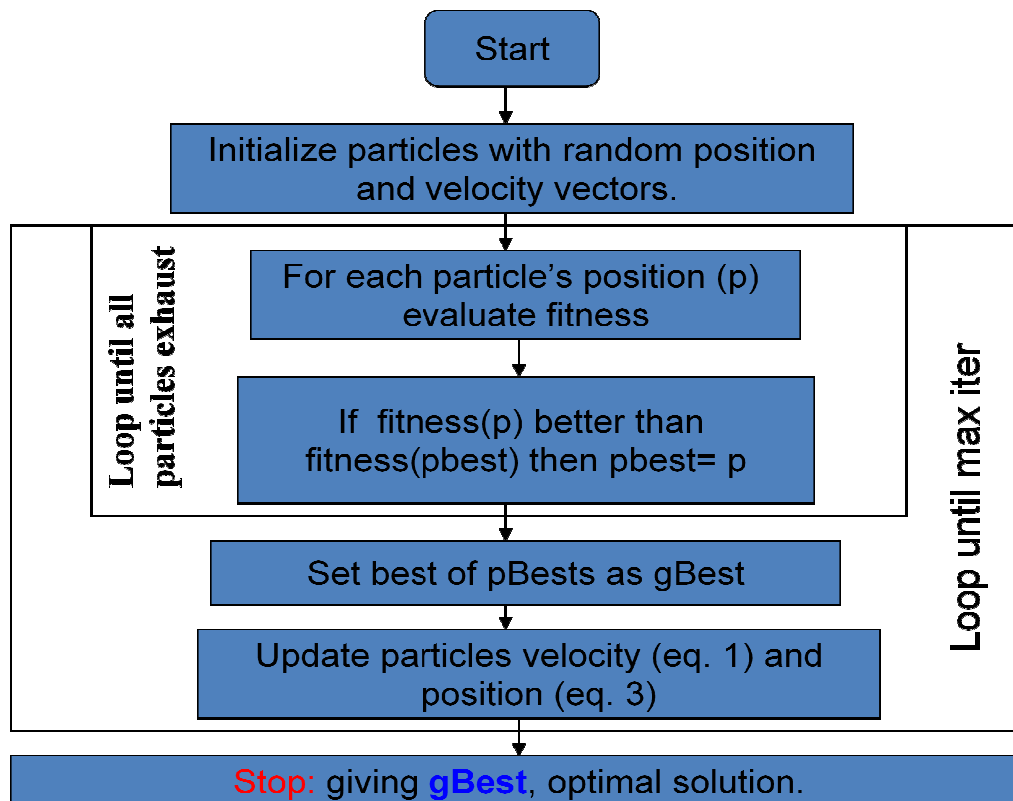 Start
Initialize particles with random position
and velocity vectors.
Loop until all
particles exhaust
For each particle’s position (p)
evaluate fitness
If fitness(p) better than
fitness(pbest) then pbest= p
Loop until max iter
Set best of pBests as gBest
Update particles velocity (eq. 1) and
position (eq. 3)
Stop: giving gBest, optimal solution.